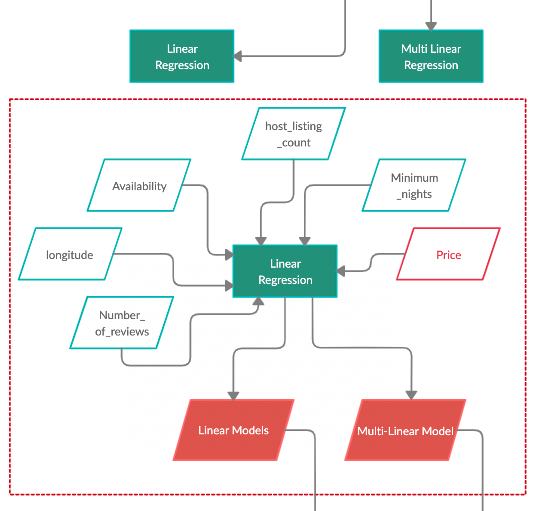 Linear
Regression
Multi Linear
Regression
host_listing
_count
Availability
Minimum
_nights
longitude
Linear
Regression
Price
Number_
of_reviews
Linear Models
Multi-Linear Model